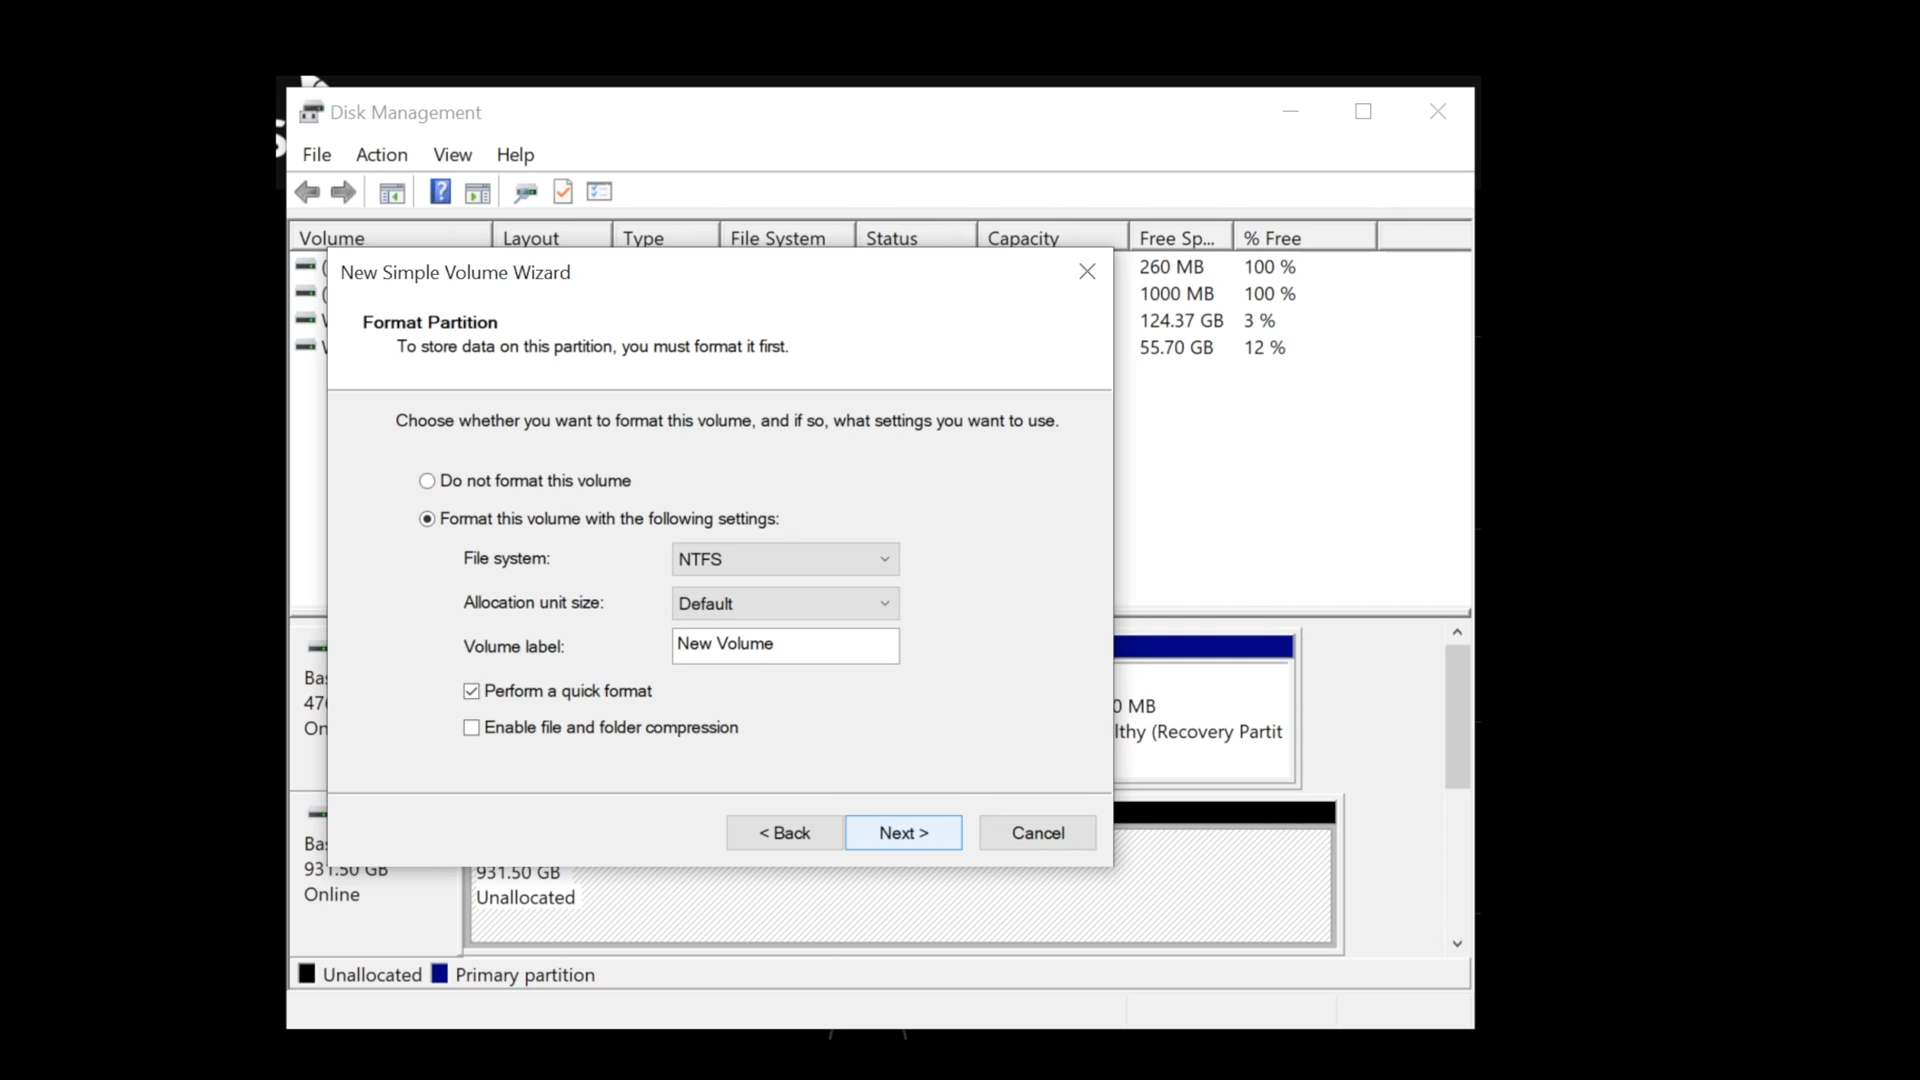 Disk Management
File Action View Help
Volume Layout Type File System Status Capacity Free Sp... % Free
260 MB 100 %
1000 MB 100 %
124.37 GB 3 %
55.70 GB 12 %
New Simple Volume Wizard
Format Partition
To store data on this partition, you must format it first.
Choose whether you want to format this volume, and if so, what settings you want to use.
Do not format this volume
Format this volume with the following settings:
File system: NTFS
Allocation unit size: Default
Volume label: New Volume
Perform a quick format
Enable file and folder compression
< Back Next > Cancel
Bas
476
On
0 MB
lthy (Recovery Partit
Bas
931.50 GB
Online
931.50 GB
Unallocated
Unallocated Primary partition